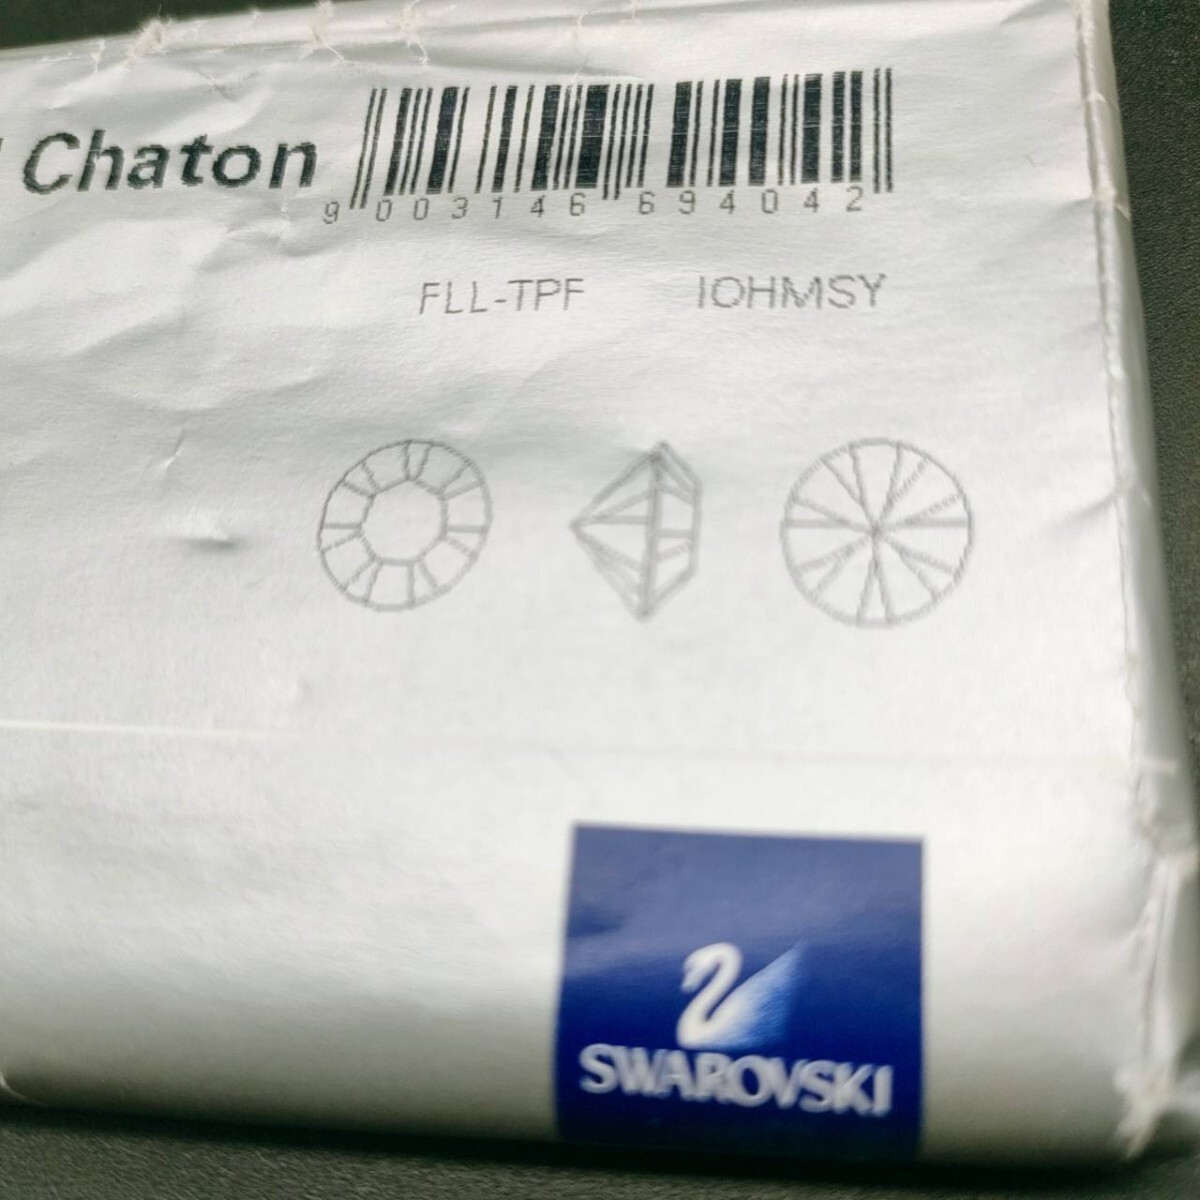 Chaton
9 003146 694042
FLL-TPF IOHMSY
SWAROVSKI